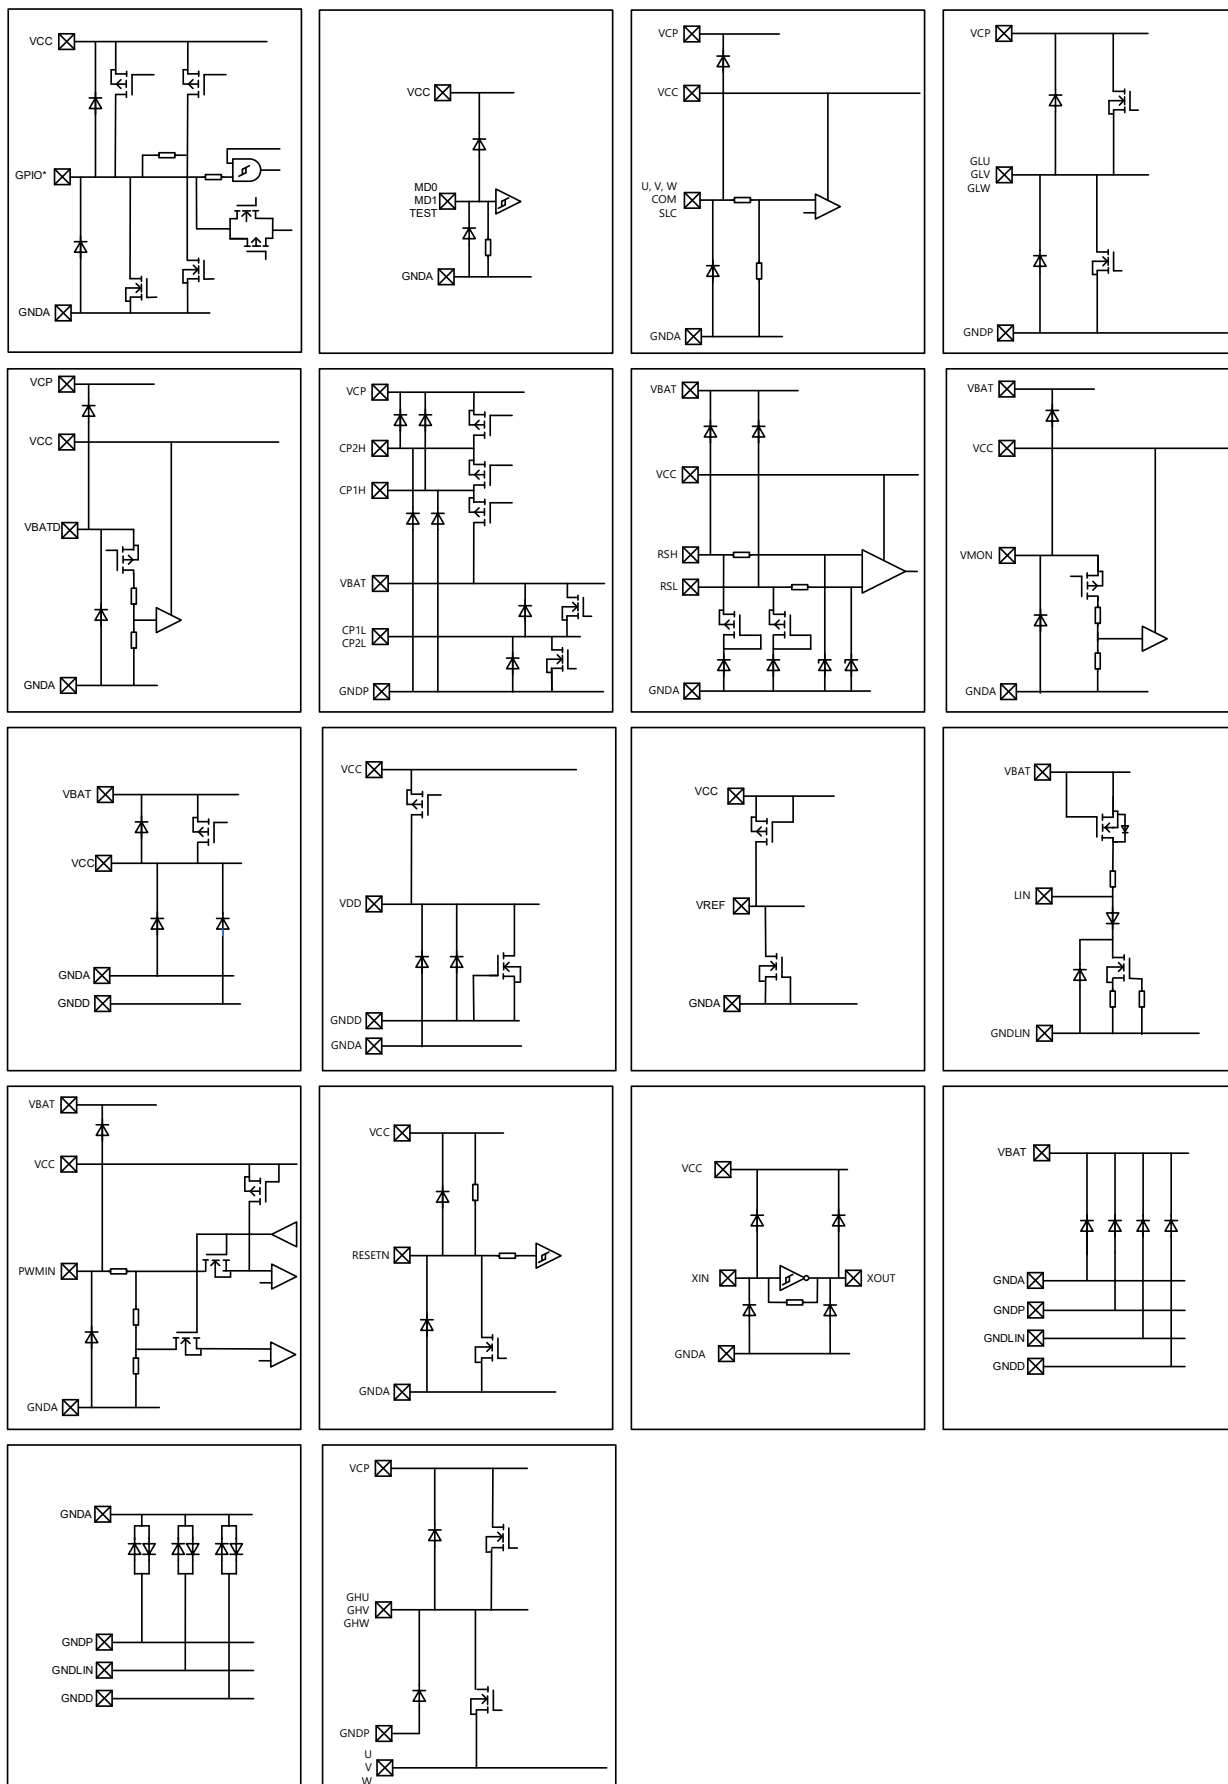 VCC
GPIO*
GNDA
VCC
MD0
MD1
TEST
GNDA
VCP
VCC
U, V, W
COM
SLC
GNDA
VCP
GLU
GLV
GLW
GNDP
VCP
VCC
VBATD
GNDA
VCP
CP2H
CP1H
VBAT
CP1L
CP2L
GNDP
VBAT
VCC
RSH
RSL
GNDA
VBAT
VCC
VMON
GNDA
VBAT
VCC
GNDA
GNDD
VCC
VDD
GNDD
GNDA
VCC
VREF
GNDA
VBAT
LIN
GNDLIN
VBAT
VCC
PWMIN
GNDA
VCC
RESETN
GNDA
VCC
XIN
XOUT
GNDA
VBAT
GNDA
GNDP
GNDLIN
GNDD
GNDA
GNDP
GNDLIN
GNDD
VCP
GHU
GHV
GHW
GNDP
U
V
W